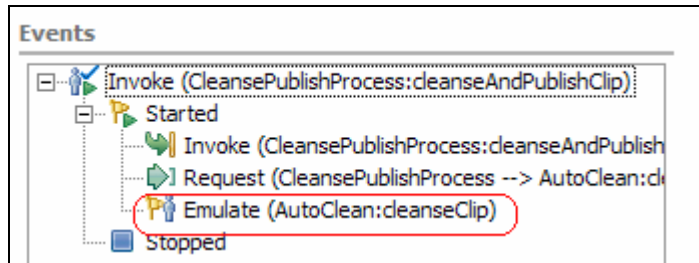 Events
Invoke (CleansePublishProcess:cleanseAndPublishClip)
Started
Invoke (CleansePublishProcess:cleanseAndPublish
Request (CleansePublishProcess --> AutoClean:cl
Emulate (AutoClean:cleanseClip)
Stopped